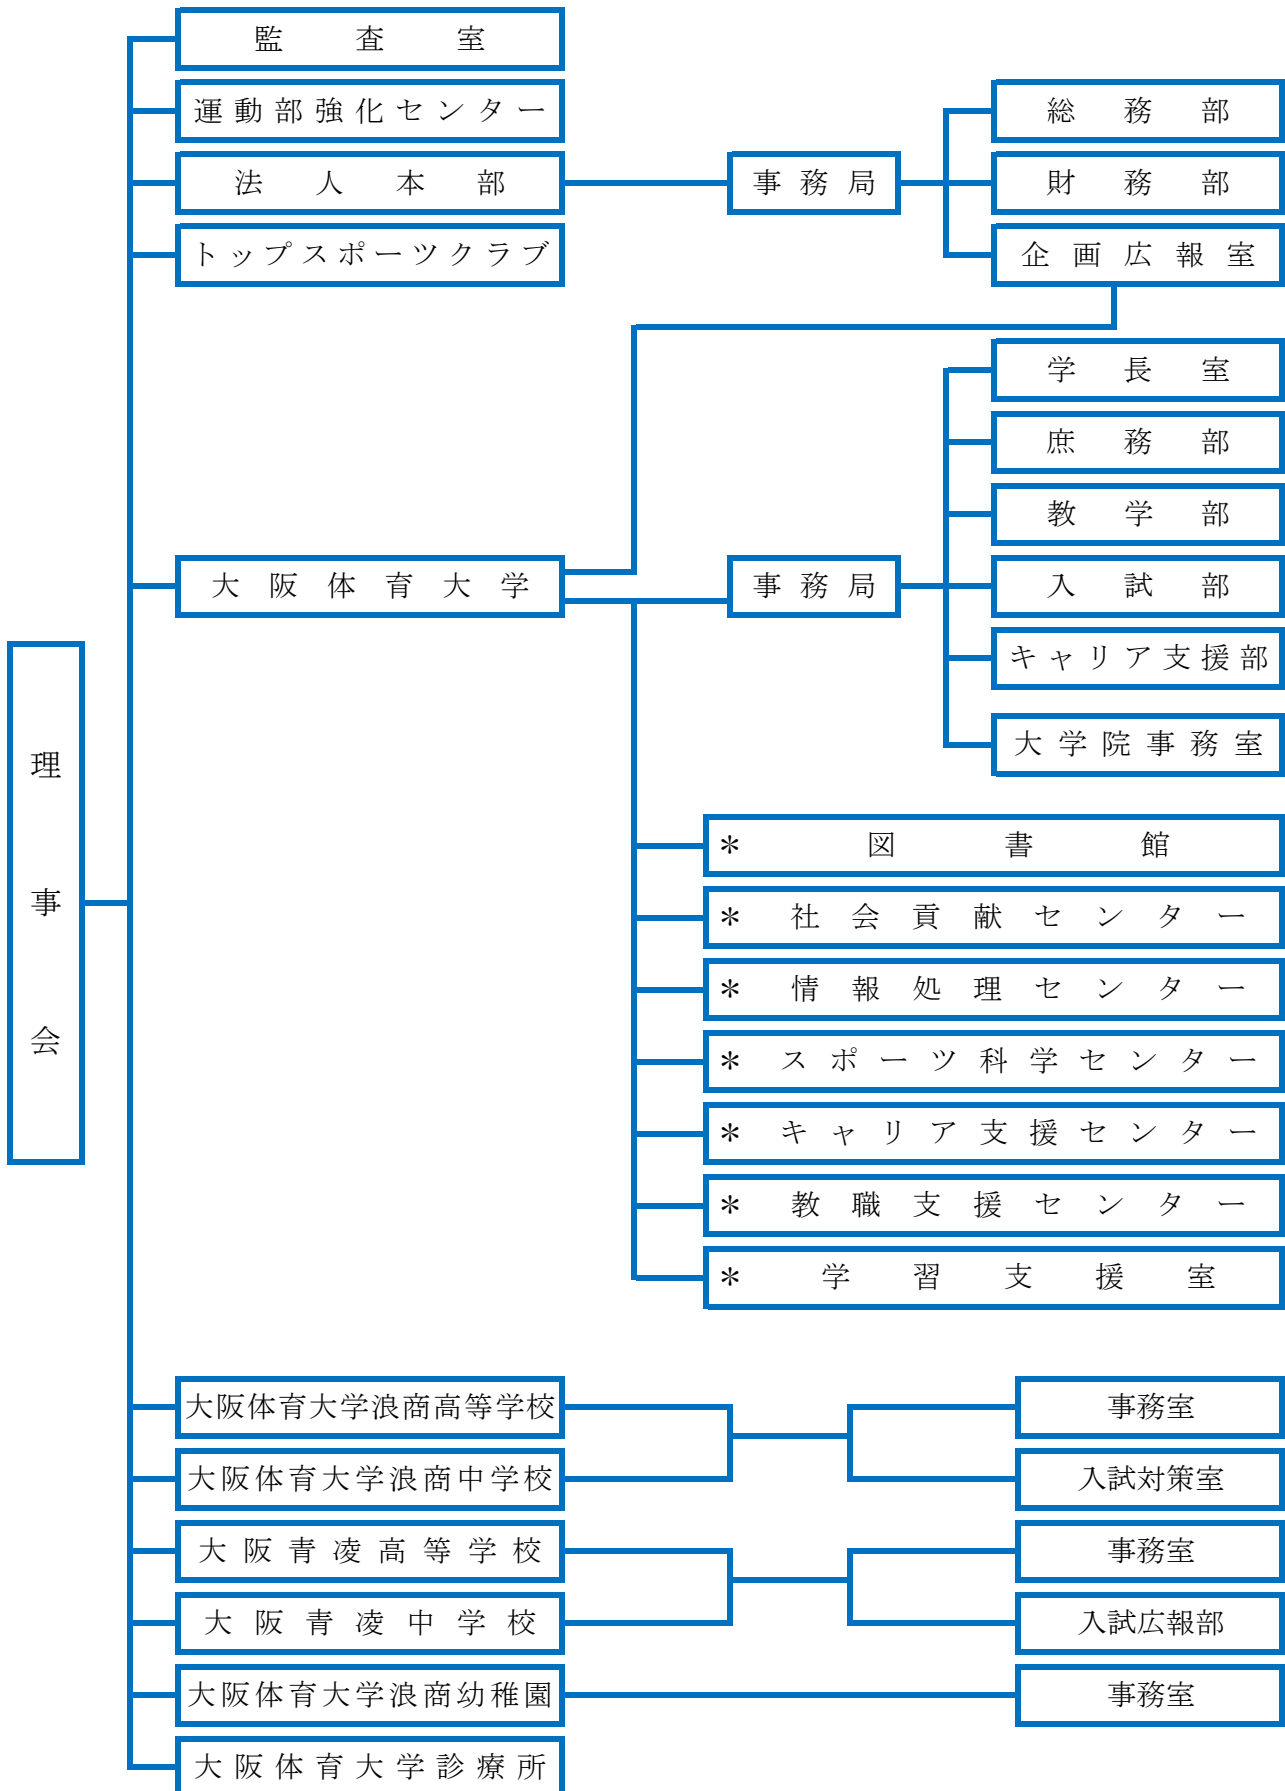 監査室
運動部強化センター
総務部
法人本部
事務局
財務部
トップスポーツクラブ
企画広報室
学長室
庶務部
教学部
大阪体育大学
事務局
入試部
キャリア支援部
大学院事務室
理事会
＊ 図書館
＊ 社会貢献センター
＊ 情報処理センター
＊ スポーツ科学センター
＊ キャリア支援センター
＊ 教職支援センター
＊ 学習支援室
大阪体育大学浪商高等学校
事務室
大阪体育大学浪商中学校
入試対策室
大阪青凌高等学校
事務室
大阪青凌中学校
入試広報部
大阪体育大学浪商幼稚園
事務室
大阪体育大学診療所